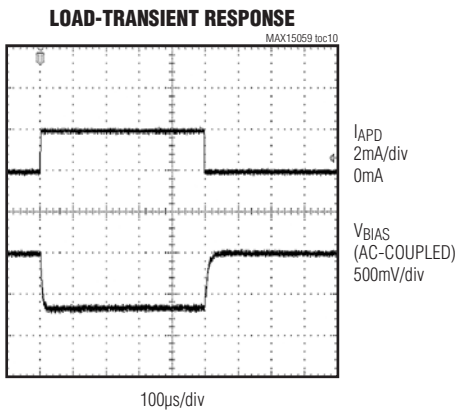 LOAD-TRANSIENT RESPONSE
MAX15059 toc10
IAPD
2mA/div
0mA
VBIAS
(AC-COUPLED)
500mV/div
100µs/div